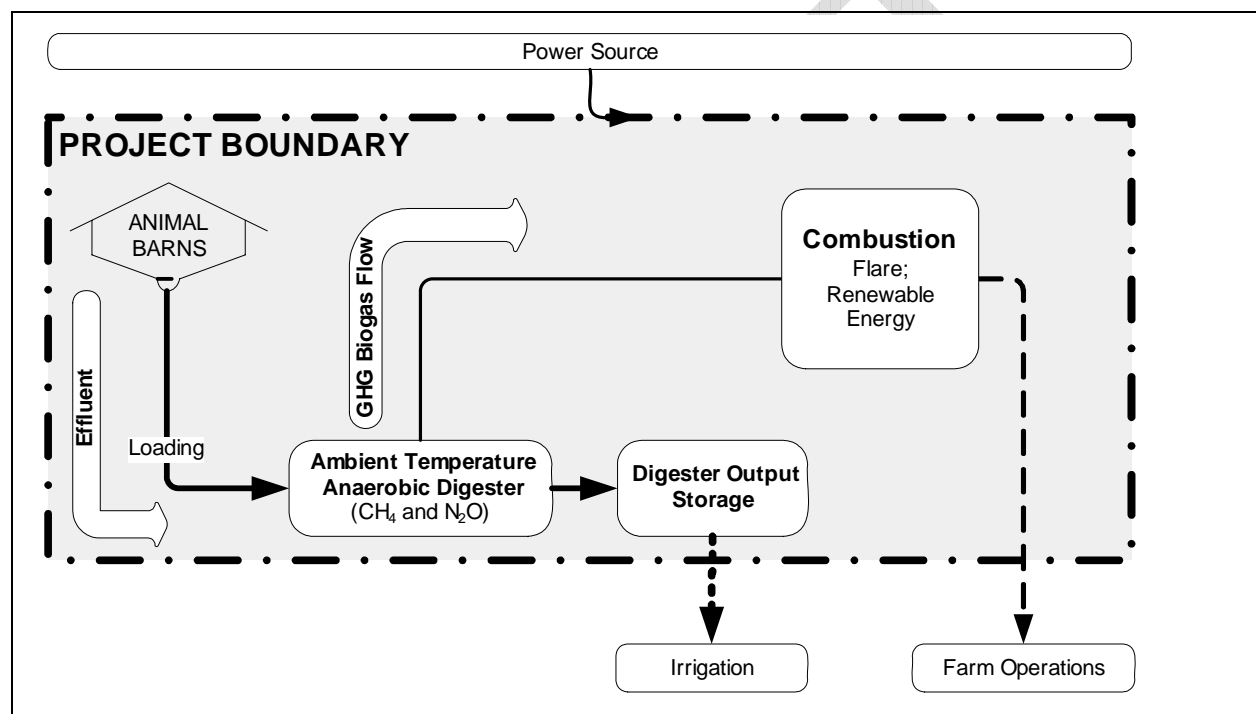 Power Source
PROJECT BOUNDARY
ANIMAL
BARNS
GHG Biogas Flow
Combustion
Flare;
Renewable
Energy
Effluent
Loading
Ambient Temperature
Anaerobic Digester
(CH₄ and N₂O)
Digester Output
Storage
Irrigation
Farm Operations